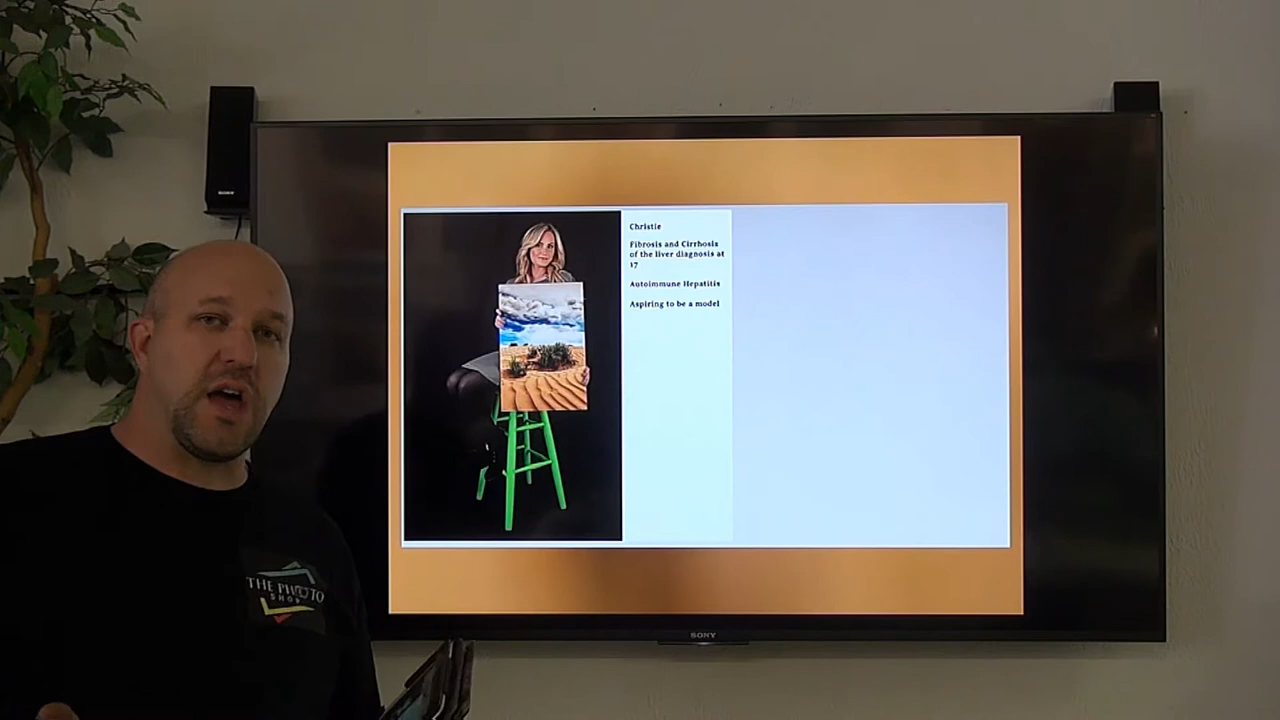 SONY
Christie
Fibrosis and Cirrhosis
of the liver diagnosis at
17
Autoimmune Hepatitis
Aspiring to be a model
THE PHOTO
SHOP
SONY